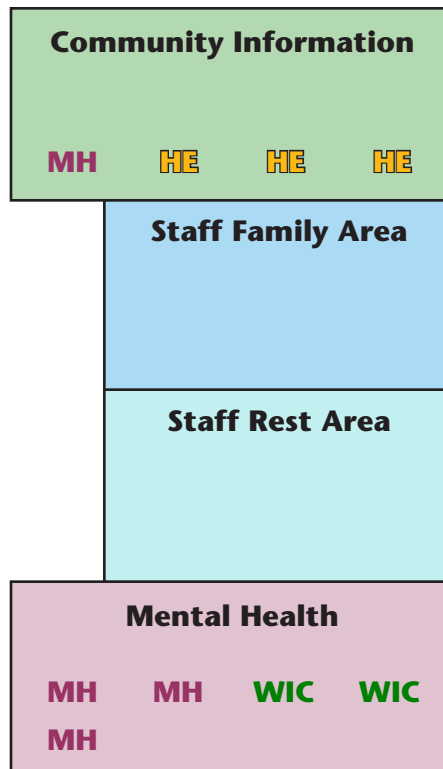 Community Information
MH HE HE HE
Staff Family Area
Staff Rest Area
Mental Health
MH MH WIC WIC
MH